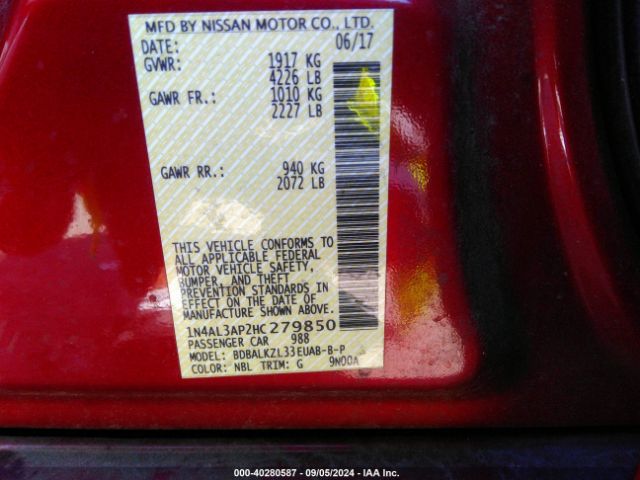 MFD BY NISSAN MOTOR CO., LTD.
DATE: 06/17
GVWR: 1917 KG
4226 LB
GAWR FR.: 1010 KG
2227 LB
GAWR RR.: 940 KG
2072 LB
THIS VEHICLE CONFORMS TO
ALL APPLICABLE FEDERAL
MOTOR VEHICLE SAFETY,
BUMPER, AND THEFT
PREVENTION STANDARDS IN
EFFECT ON THE DATE OF
MANUFACTURE SHOWN ABOVE.
1N4AL3AP2HC279850
PASSENGER CAR 988
MODEL: BDBALKZL33EUAB-B-P
COLOR: NBL TRIM: G 9N00A
000-40280587 - 09/05/2024 - IAA Inc.